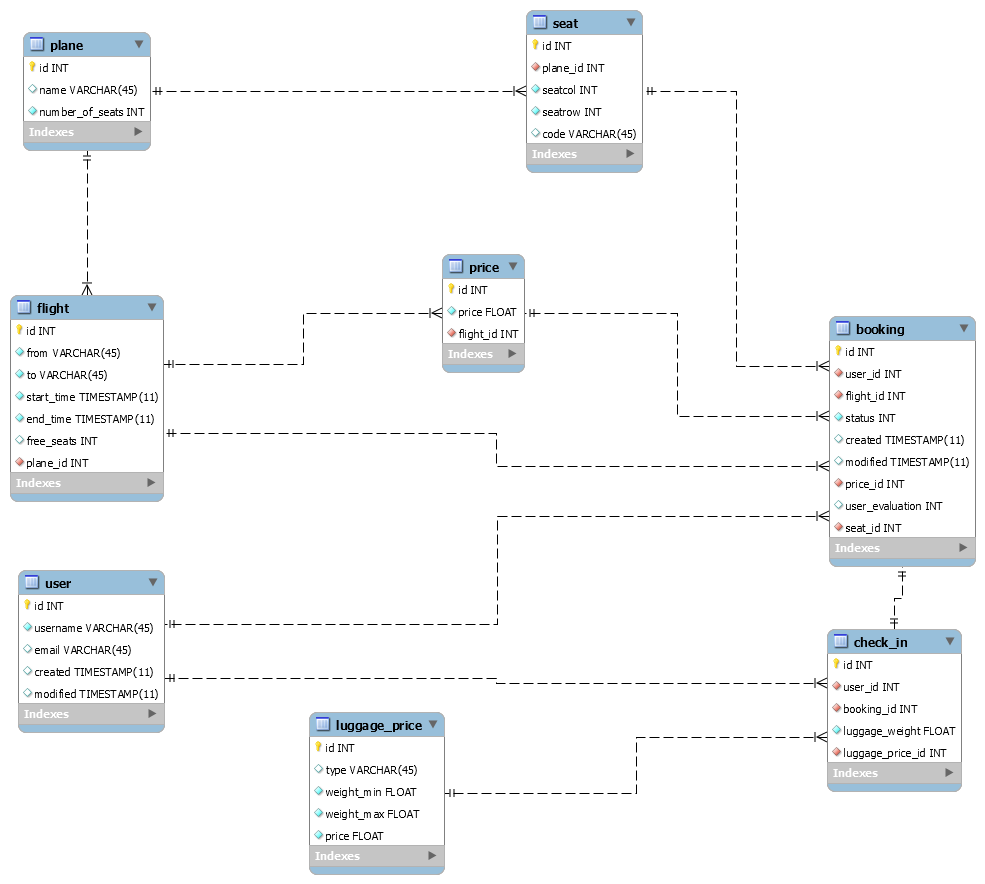 plane
id INT
name VARCHAR(45)
number_of_seats INT
Indexes
seat
id INT
plane_id INT
seatcol INT
seatrow INT
code VARCHAR(45)
Indexes
flight
id INT
from VARCHAR(45)
to VARCHAR(45)
start_time TIMESTAMP(11)
end_time TIMESTAMP(11)
free_seats INT
plane_id INT
Indexes
price
id INT
price FLOAT
flight_id INT
Indexes
booking
id INT
user_id INT
flight_id INT
status INT
created TIMESTAMP(11)
modified TIMESTAMP(11)
price_id INT
user_evaluation INT
seat_id INT
Indexes
user
id INT
username VARCHAR(45)
email VARCHAR(45)
created TIMESTAMP(11)
modified TIMESTAMP(11)
Indexes
luggage_price
id INT
type VARCHAR(45)
weight_min FLOAT
weight_max FLOAT
price FLOAT
Indexes
check_in
id INT
user_id INT
booking_id INT
luggage_weight FLOAT
luggage_price_id INT
Indexes